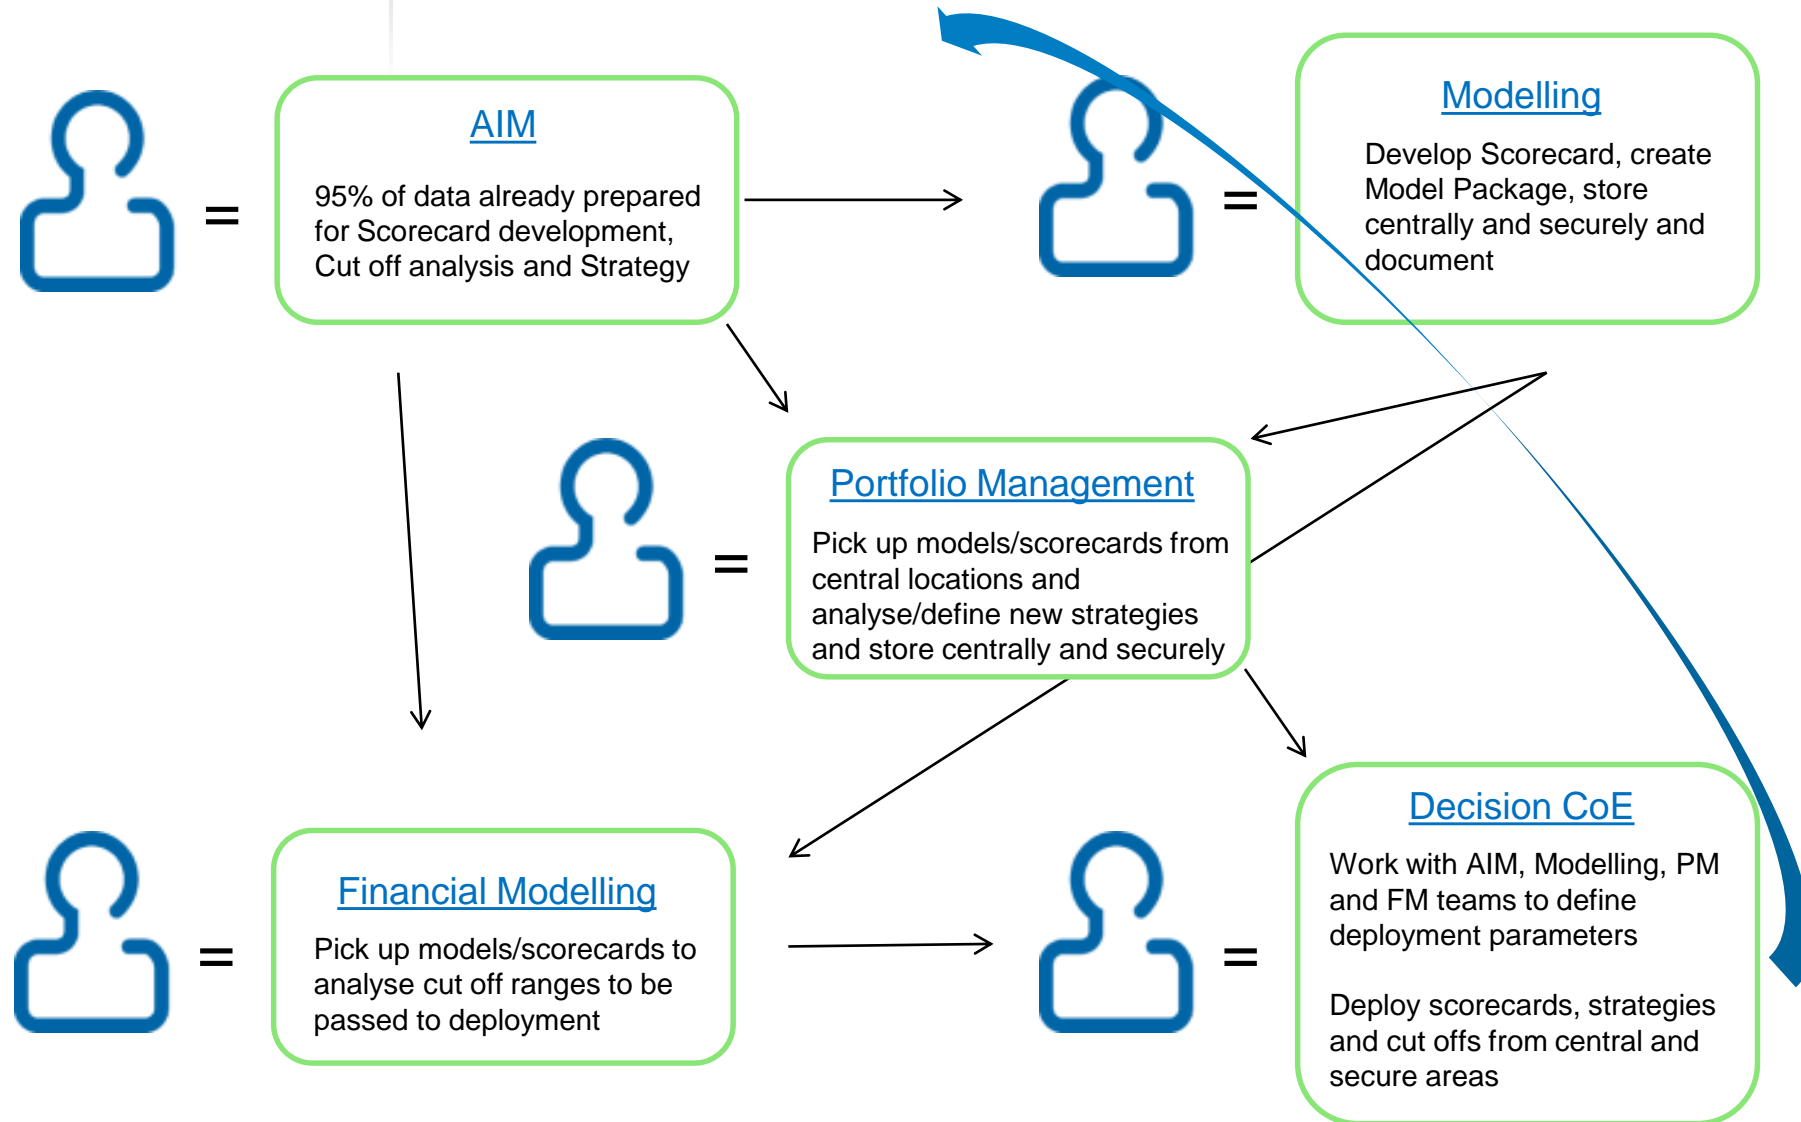 AIM
95% of data already prepared
for Scorecard development,
Cut off analysis and Strategy
=
Modelling
Develop Scorecard, create
Model Package, store
centrally and securely and
document
=
Portfolio Management
Pick up models/scorecards from
central locations and
analyse/define new strategies
and store centrally and securely
=
Financial Modelling
Pick up models/scorecards to
analyse cut off ranges to be
passed to deployment
=
Decision CoE
Work with AIM, Modelling, PM
and FM teams to define
deployment parameters
Deploy scorecards, strategies
and cut offs from central and
secure areas
=